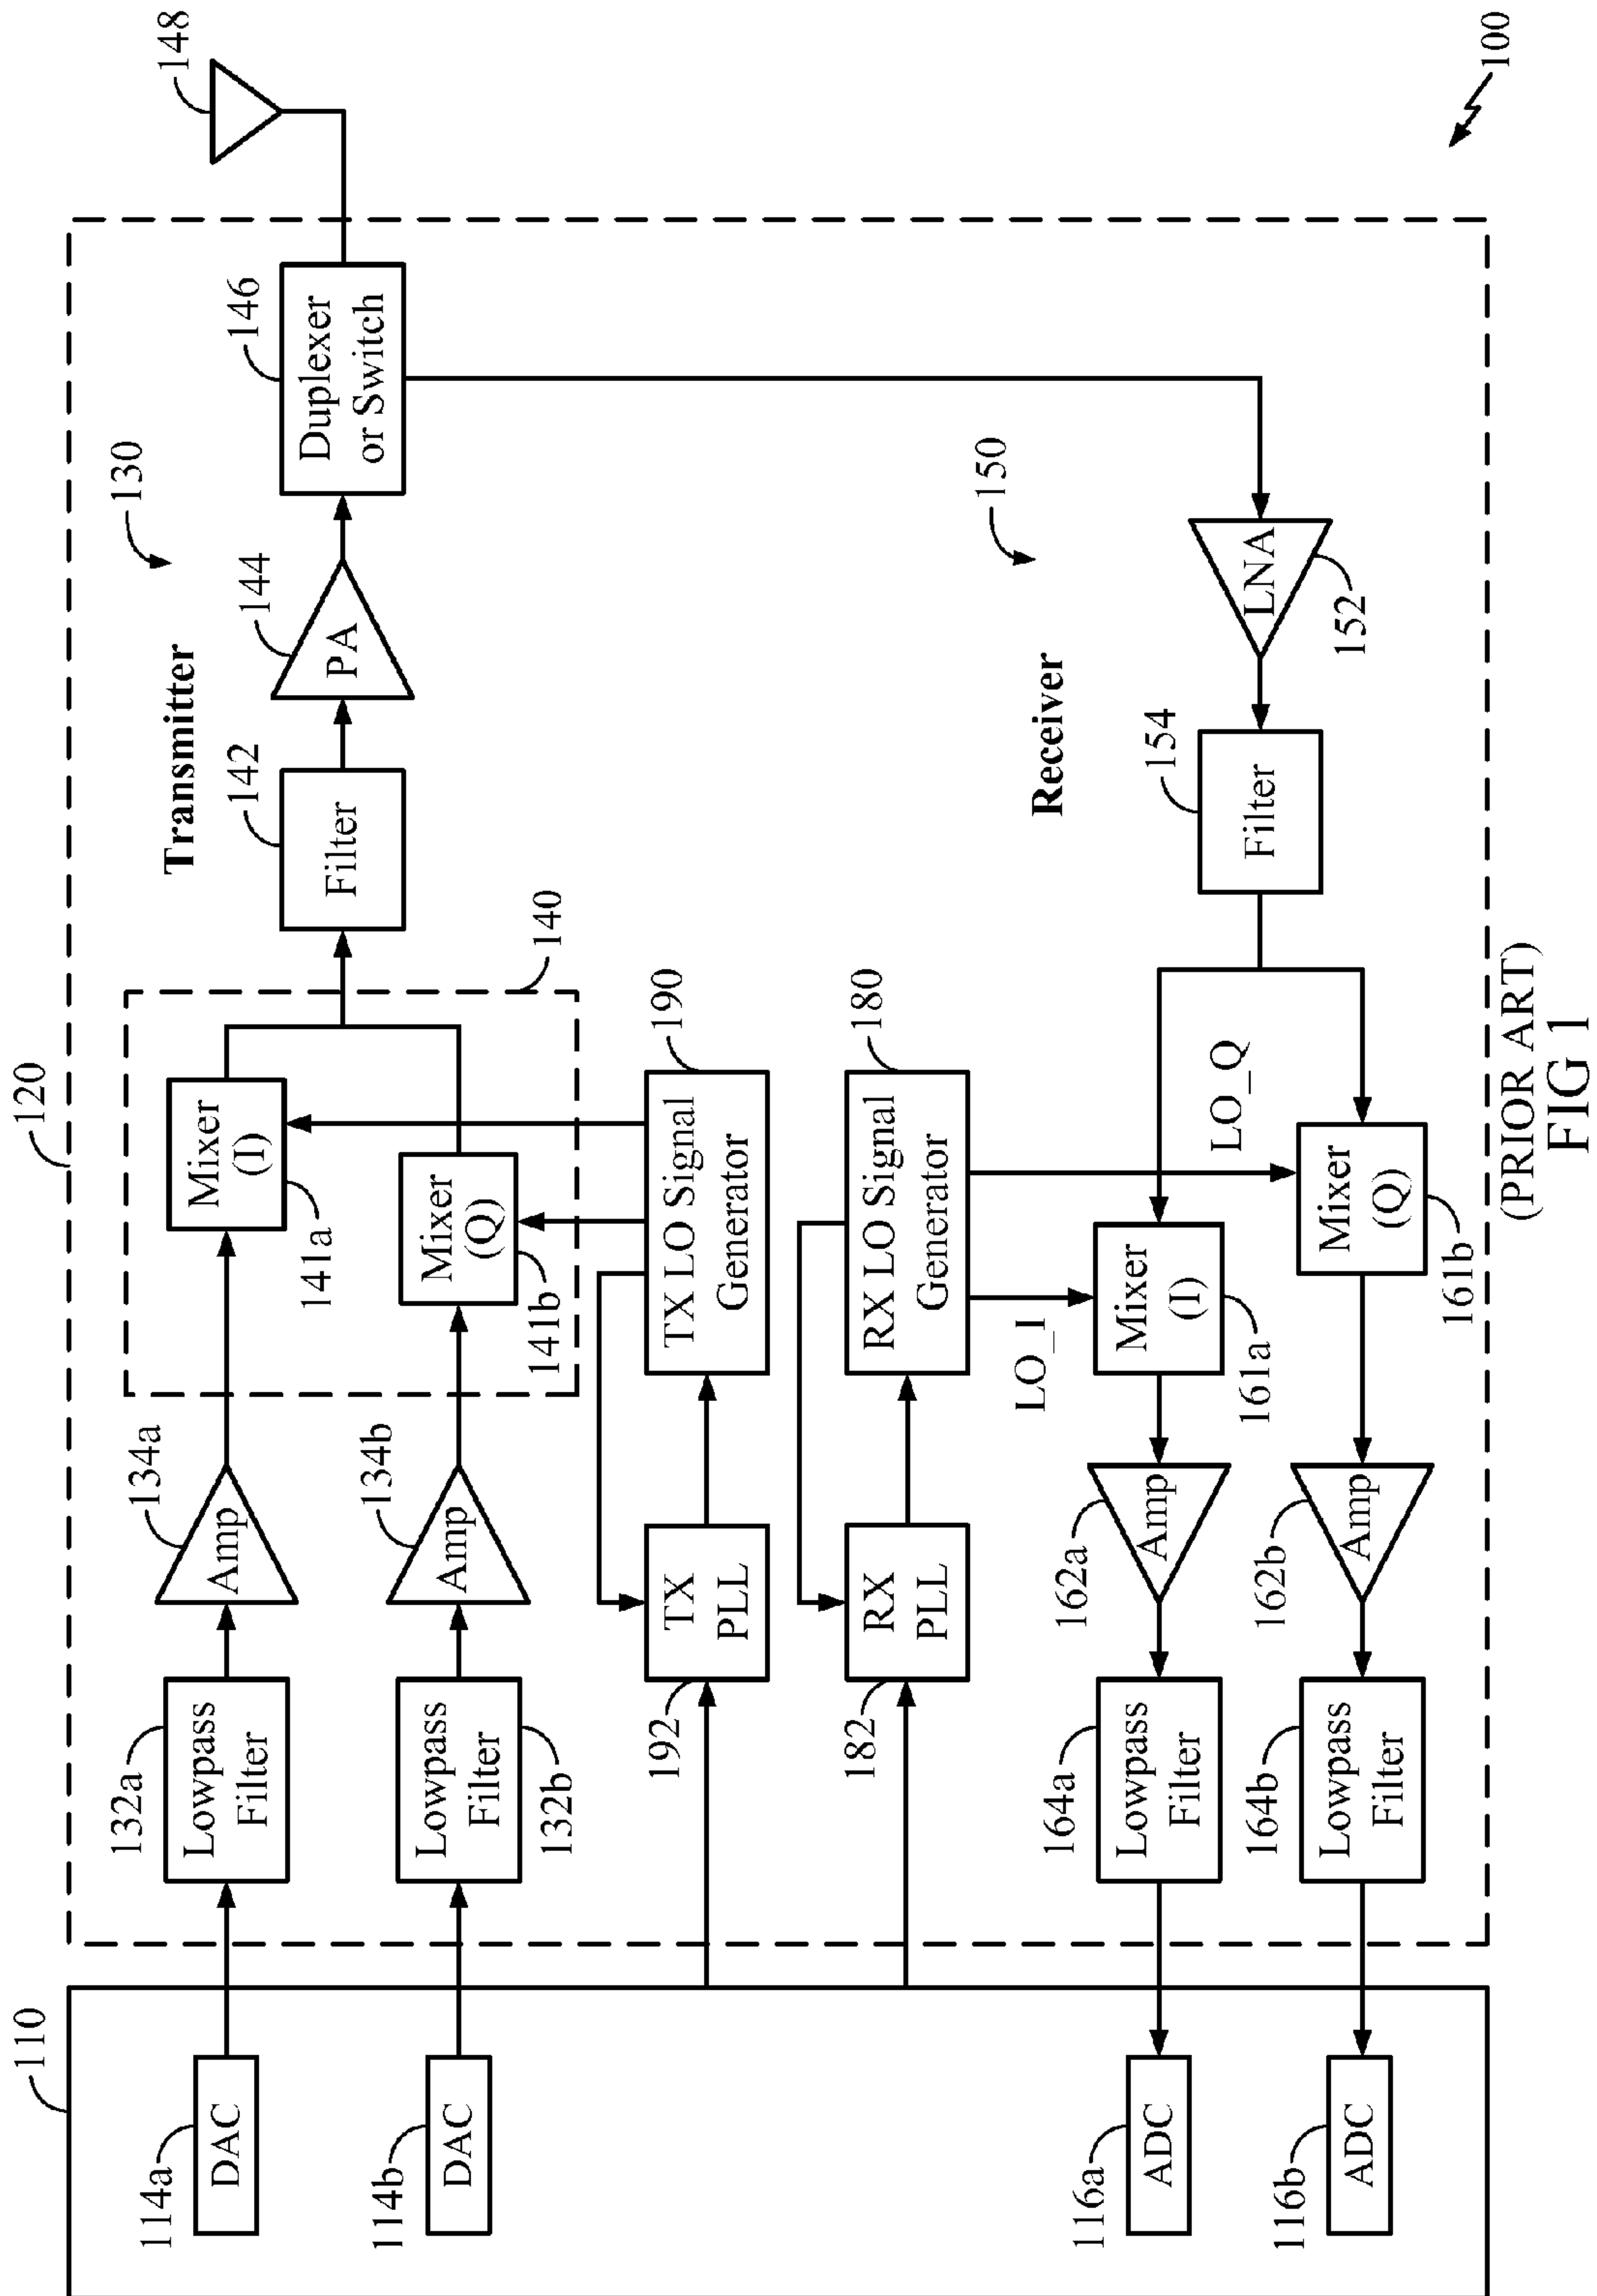 120
110
148
Transmitter
130
132a
134a
142
144
146
114a
DAC
Lowpass
Filter
Amp
Mixer
(I)
141a
Filter
PA
Duplexer
or Switch
134b
114b
DAC
Lowpass
Filter
132b
Amp
Mixer
(Q)
141b
140
190
192
TX
PLL
TX LO Signal
Generator
180
182
RX
PLL
RX LO Signal
Generator
Receiver
150
LO_I
LO_Q
116a
ADC
164a
Lowpass
Filter
162a
Amp
Mixer
(I)
161a
154
Filter
LNA
152
116b
ADC
164b
Lowpass
Filter
162b
Amp
Mixer
(Q)
161b
100
(PRIOR ART)
FIG 1